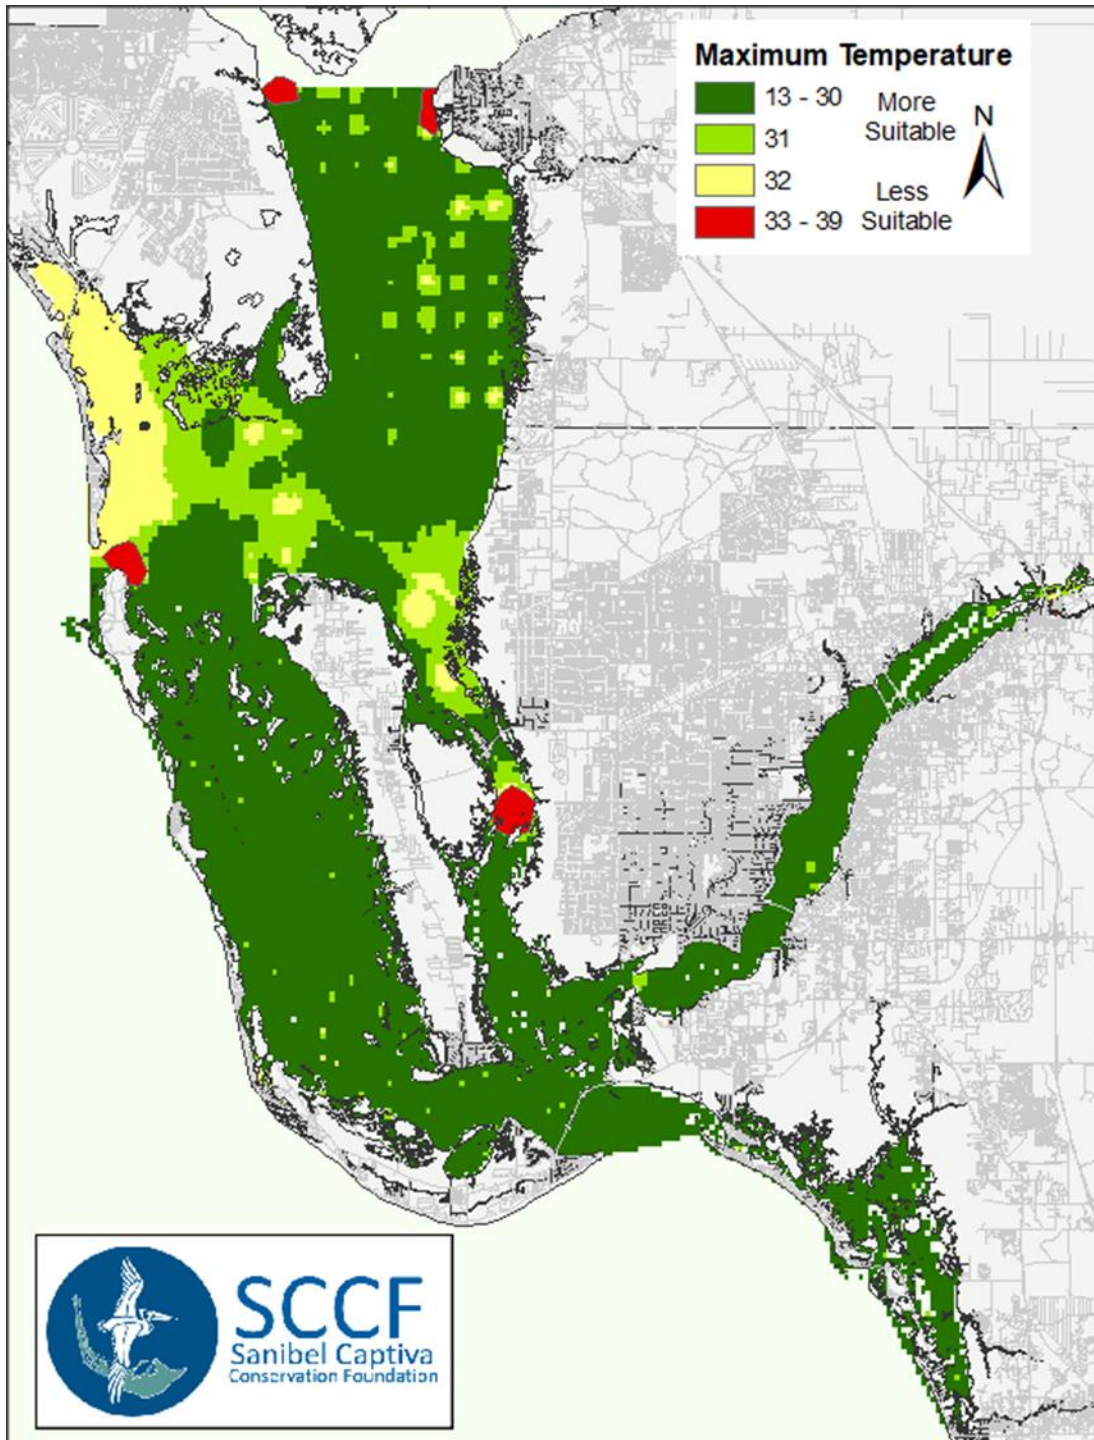 Maximum Temperature
13 - 30 More Suitable
31
32
33 - 39 Less Suitable
N
SCCF
Sanibel Captiva
Conservation Foundation